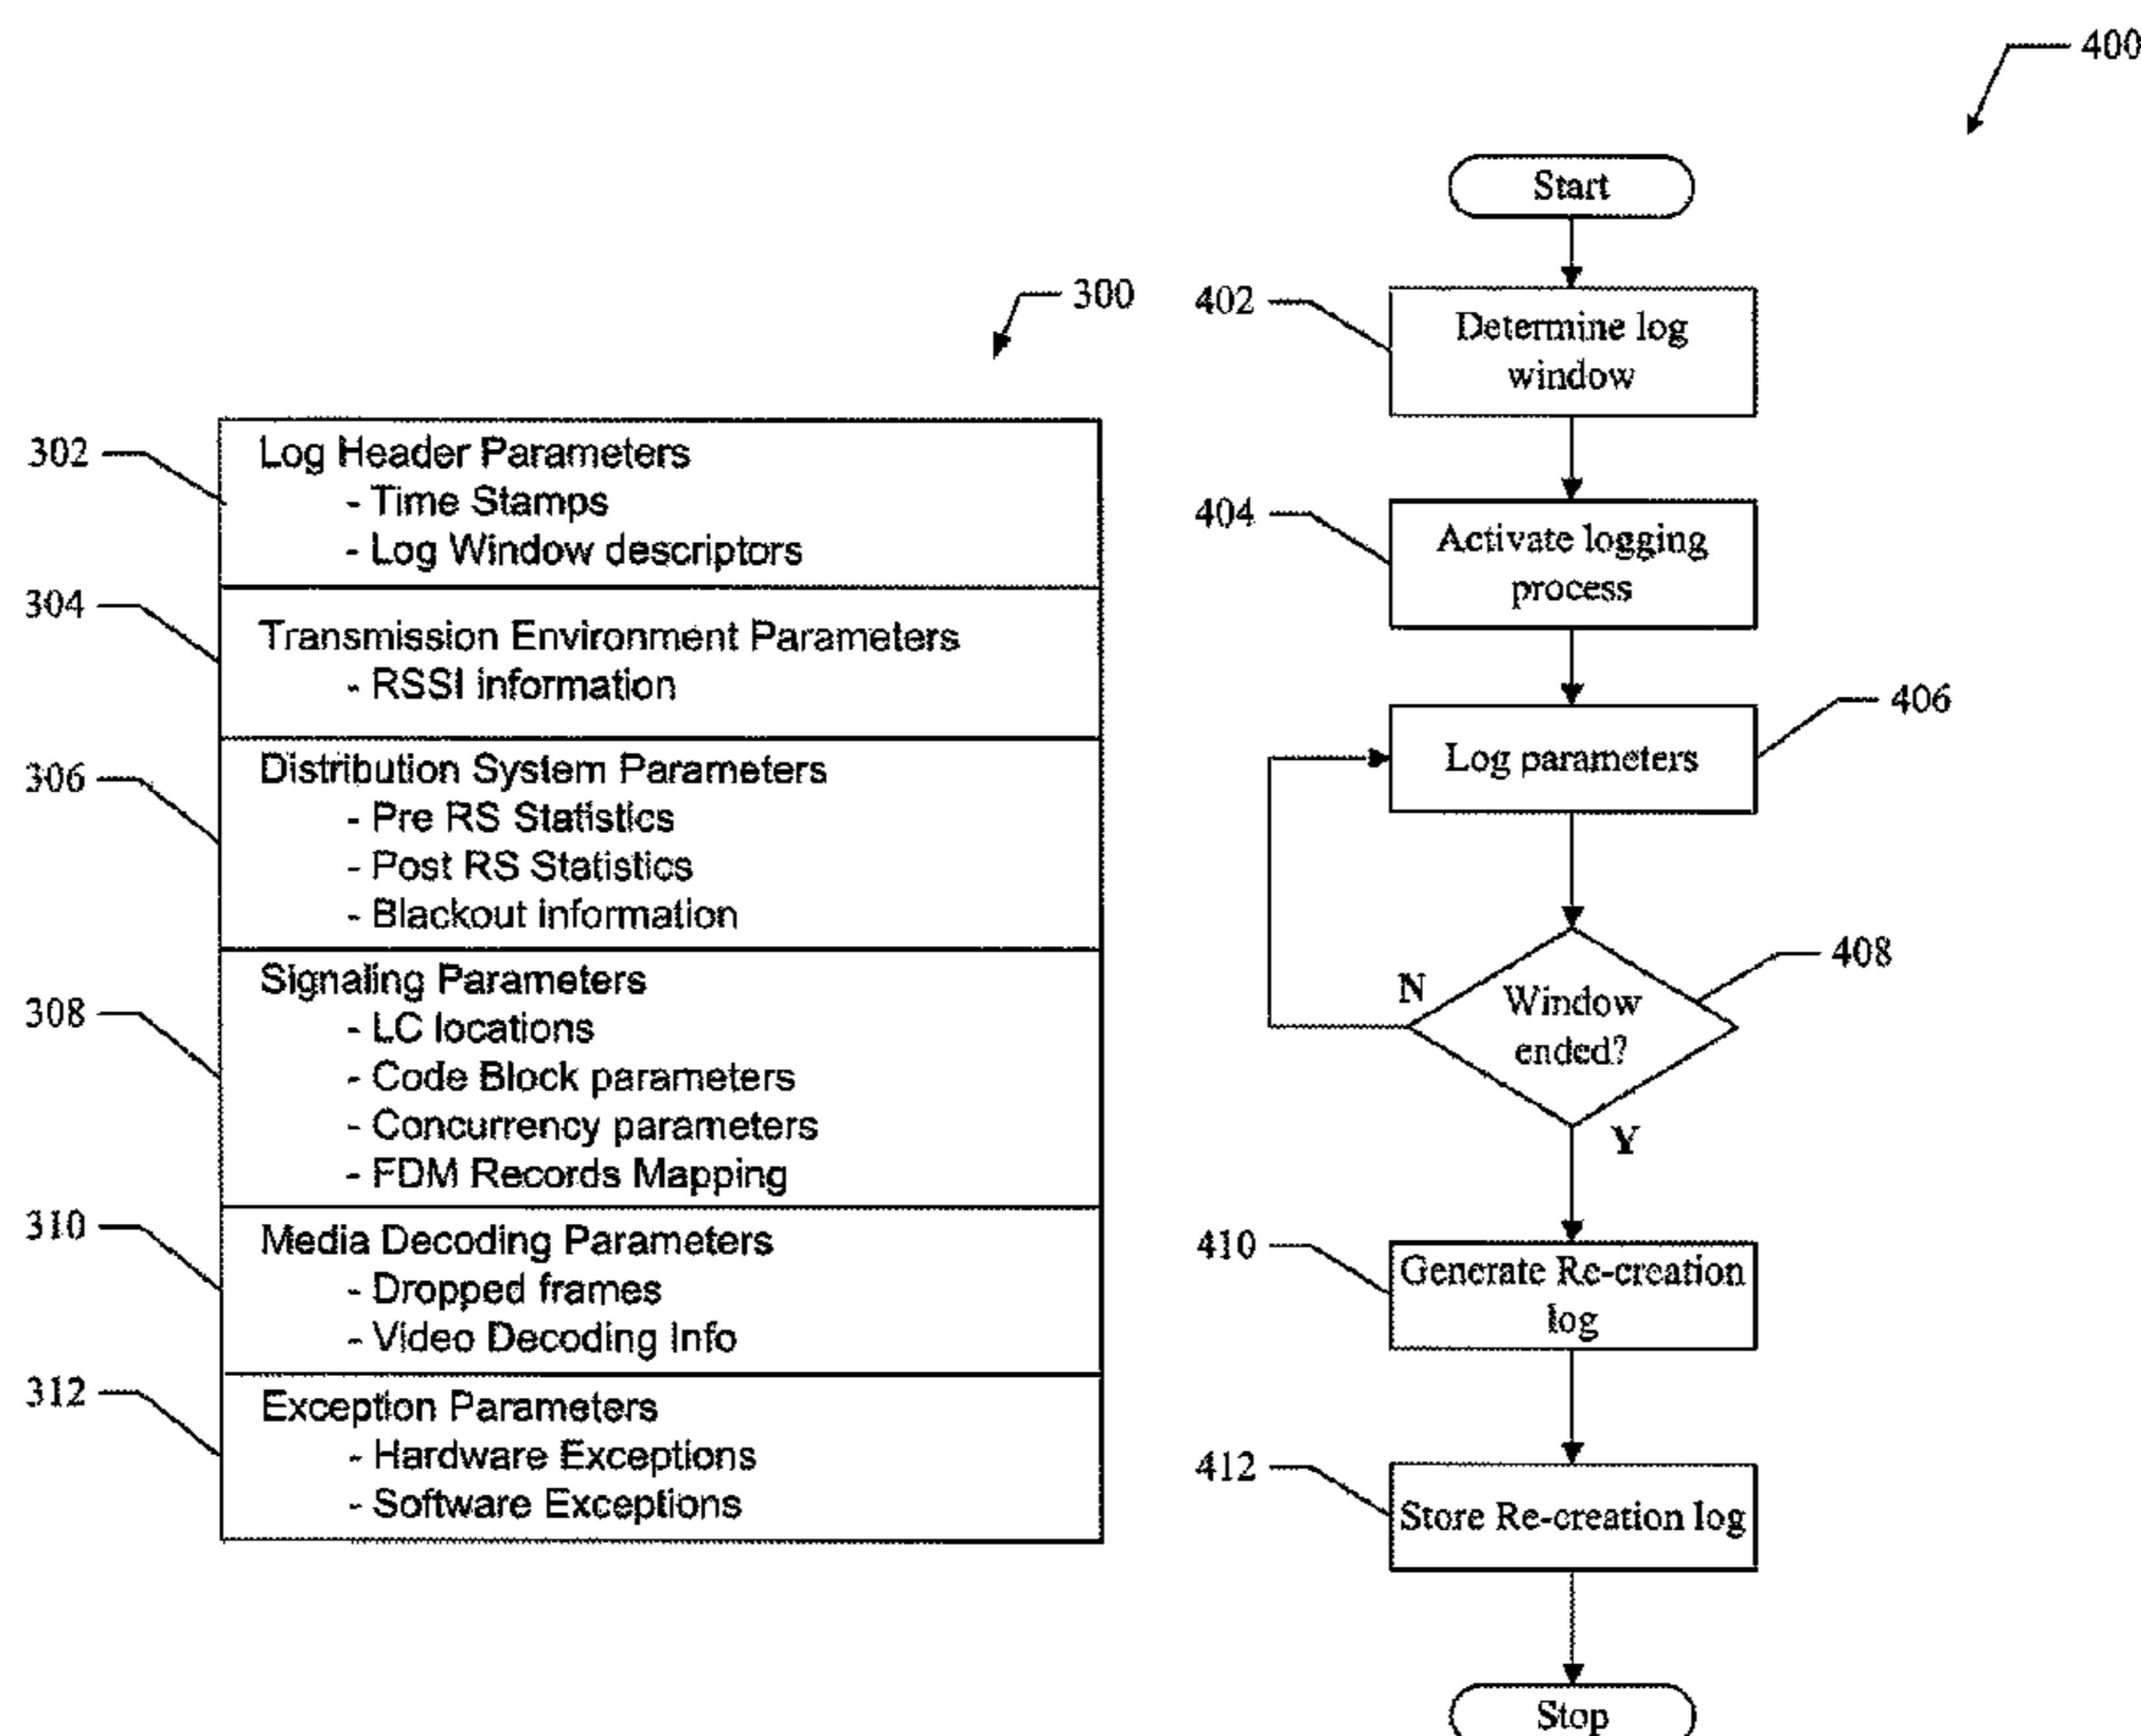 400
300
302
Log Header Parameters
- Time Stamps
- Log Window descriptors
304
Transmission Environment Parameters
- RSSI information
306
Distribution System Parameters
- Pre RS Statistics
- Post RS Statistics
- Blackout information
308
Signaling Parameters
- LC locations
- Code Block parameters
- Concurrency parameters
- FDM Records Mapping
310
Media Decoding Parameters
- Dropped frames
- Video Decoding Info
312
Exception Parameters
- Hardware Exceptions
- Software Exceptions
Start
402
Determine log
window
404
Activate logging
process
406
Log parameters
408
N
Window
ended?
Y
410
Generate Re-creation
log
412
Store Re-creation log
Stop